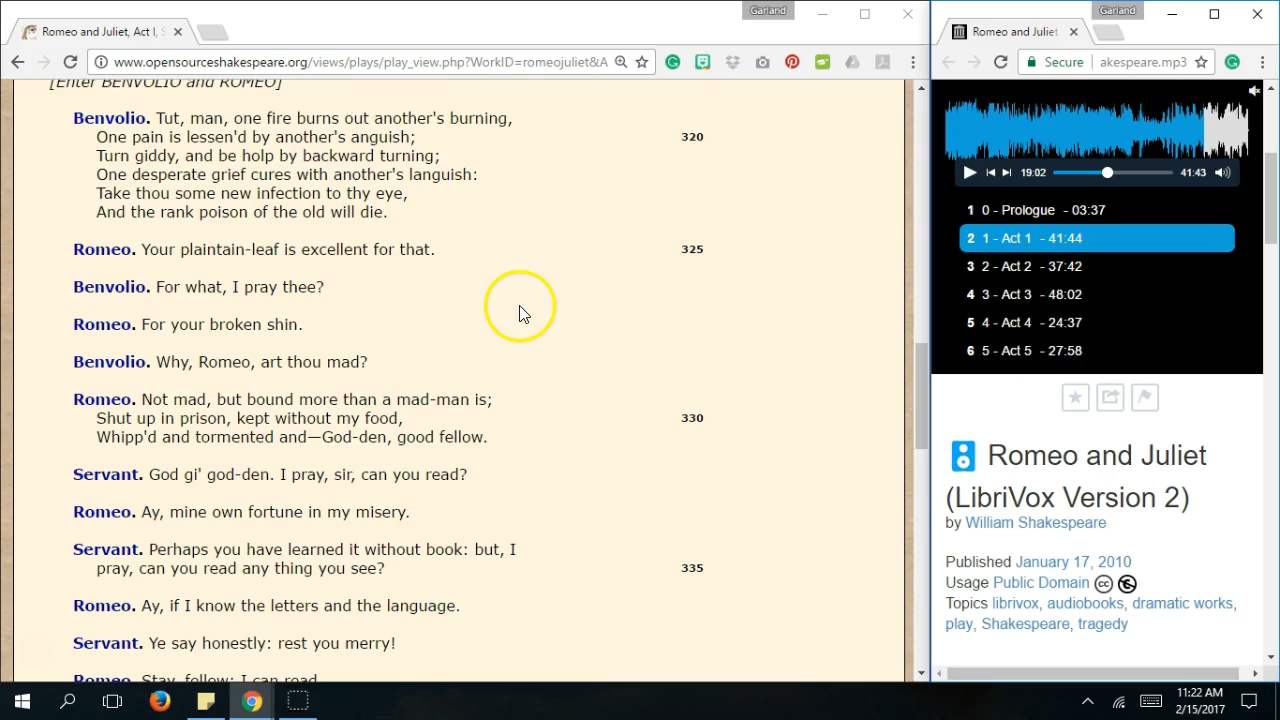 Garland
Romeo and Juliet, Act I, S
www.opensourceshakespeare.org/views/plays/play_view.php?WorkID=romeojuliet&A
[Enter BENVOLIO and ROMEO]
Benvolio. Tut, man, one fire burns out another's burning,
One pain is lessen'd by another's anguish; 320
Turn giddy, and be holp by backward turning;
One desperate grief cures with another's languish:
Take thou some new infection to thy eye,
And the rank poison of the old will die.
Romeo. Your plaintain-leaf is excellent for that. 325
Benvolio. For what, I pray thee?
Romeo. For your broken shin.
Benvolio. Why, Romeo, art thou mad?
Romeo. Not mad, but bound more than a mad-man is;
Shut up in prison, kept without my food, 330
Whipp'd and tormented and—God-den, good fellow.
Servant. God gi' god-den. I pray, sir, can you read?
Romeo. Ay, mine own fortune in my misery.
Servant. Perhaps you have learned it without book: but, I
pray, can you read any thing you see? 335
Romeo. Ay, if I know the letters and the language.
Servant. Ye say honestly: rest you merry!
Romeo. Stay, fellow; I can read.
Garland
Romeo and Juliet
Secure akespeare.mp3
19:02 41:43
1 0 - Prologue - 03:37
2 1 - Act 1 - 41:44
3 2 - Act 2 - 37:42
4 3 - Act 3 - 48:02
5 4 - Act 4 - 24:37
6 5 - Act 5 - 27:58
Romeo and Juliet
(LibriVox Version 2)
by William Shakespeare
Published January 17, 2010
Usage Public Domain cc
Topics librivox, audiobooks, dramatic works,
play, Shakespeare, tragedy
11:22 AM
2/15/2017